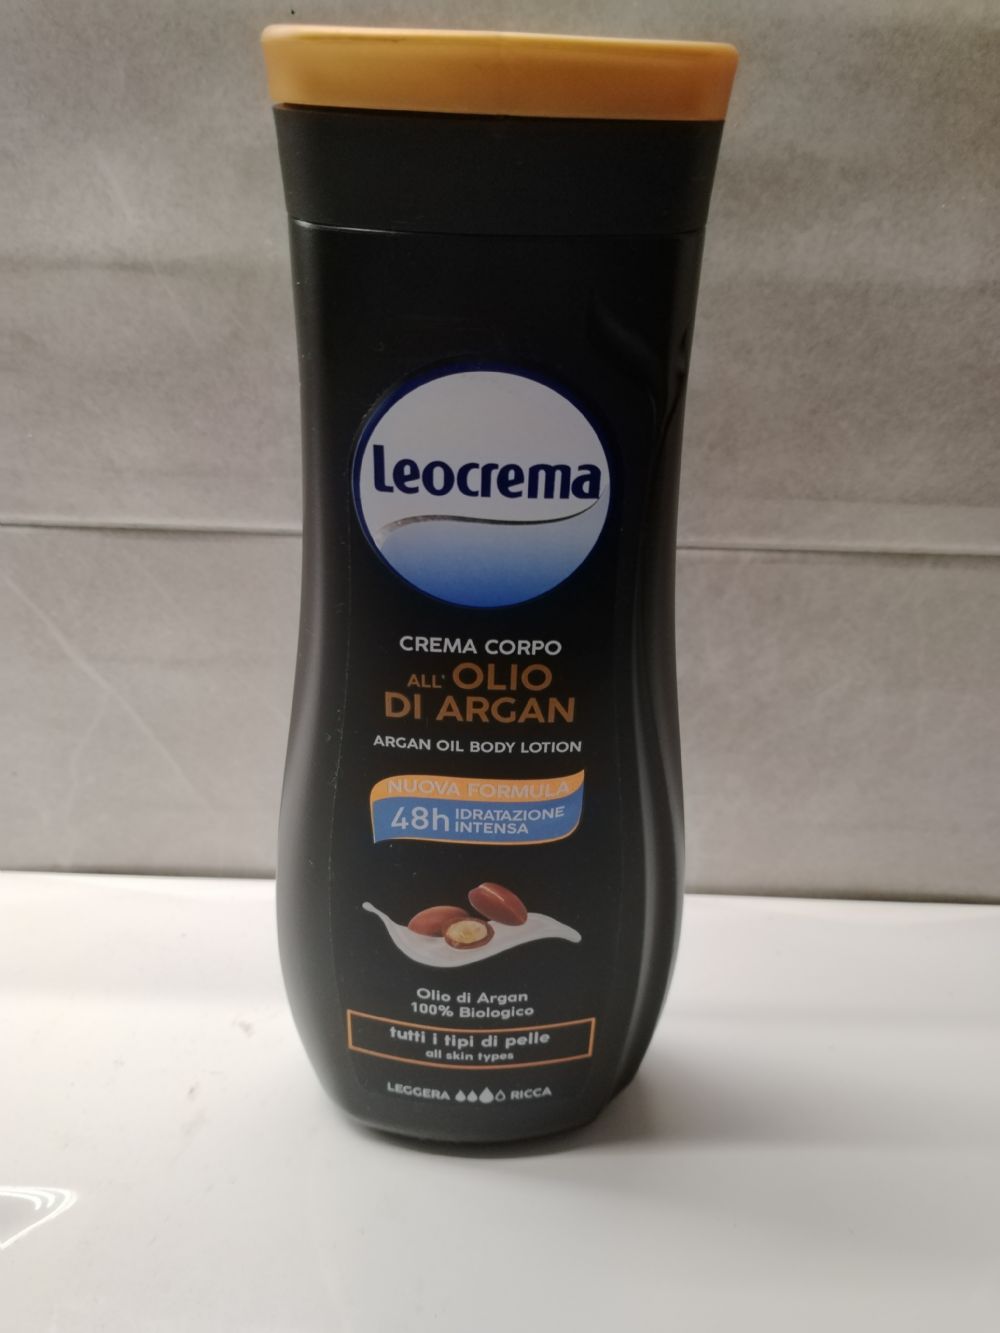 Leocrema
CREMA CORPO
ALL' OLIO
DI ARGAN
ARGAN OIL BODY LOTION
NUOVA FORMULA
48h IDRATAZIONE
INTENSA
Olio di Argan
100% Biologico
tutti i tipi di pelle
all skin types
LEGGERA RICCA